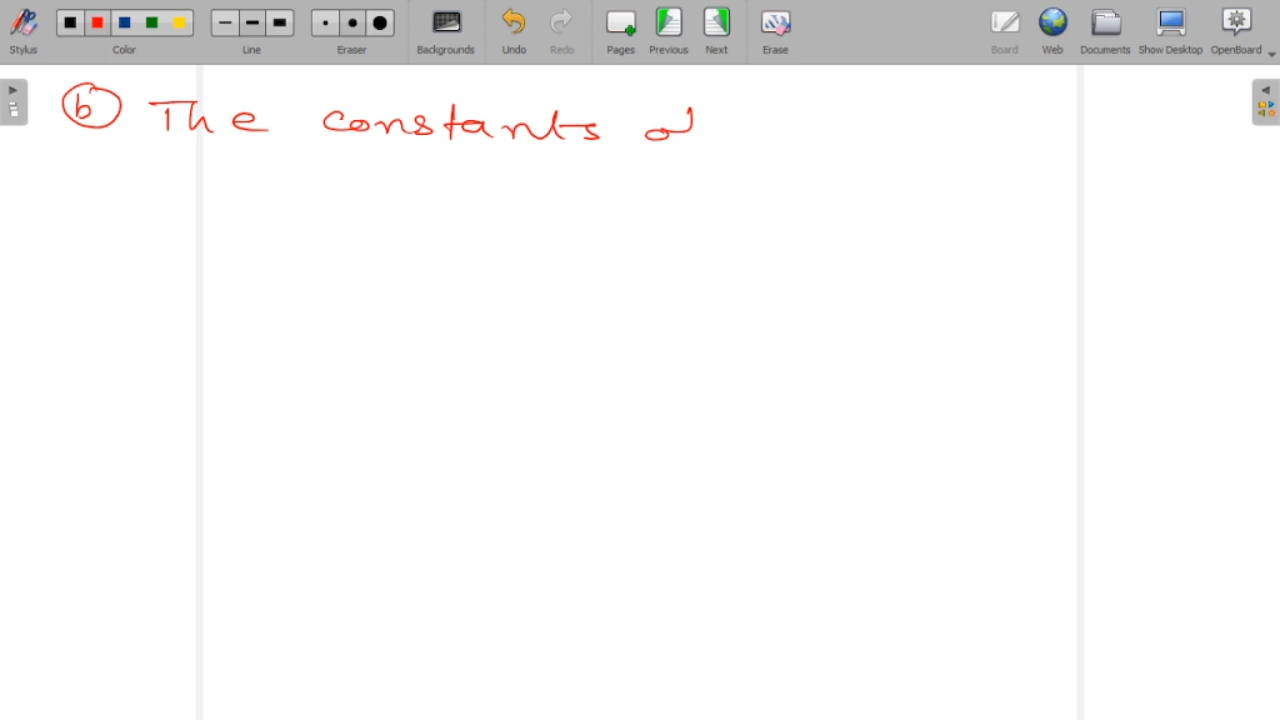 Stylus Color Line Eraser Backgrounds Undo Redo Pages Previous Next Erase Board Web Documents Show Desktop OpenBoard
b The constants